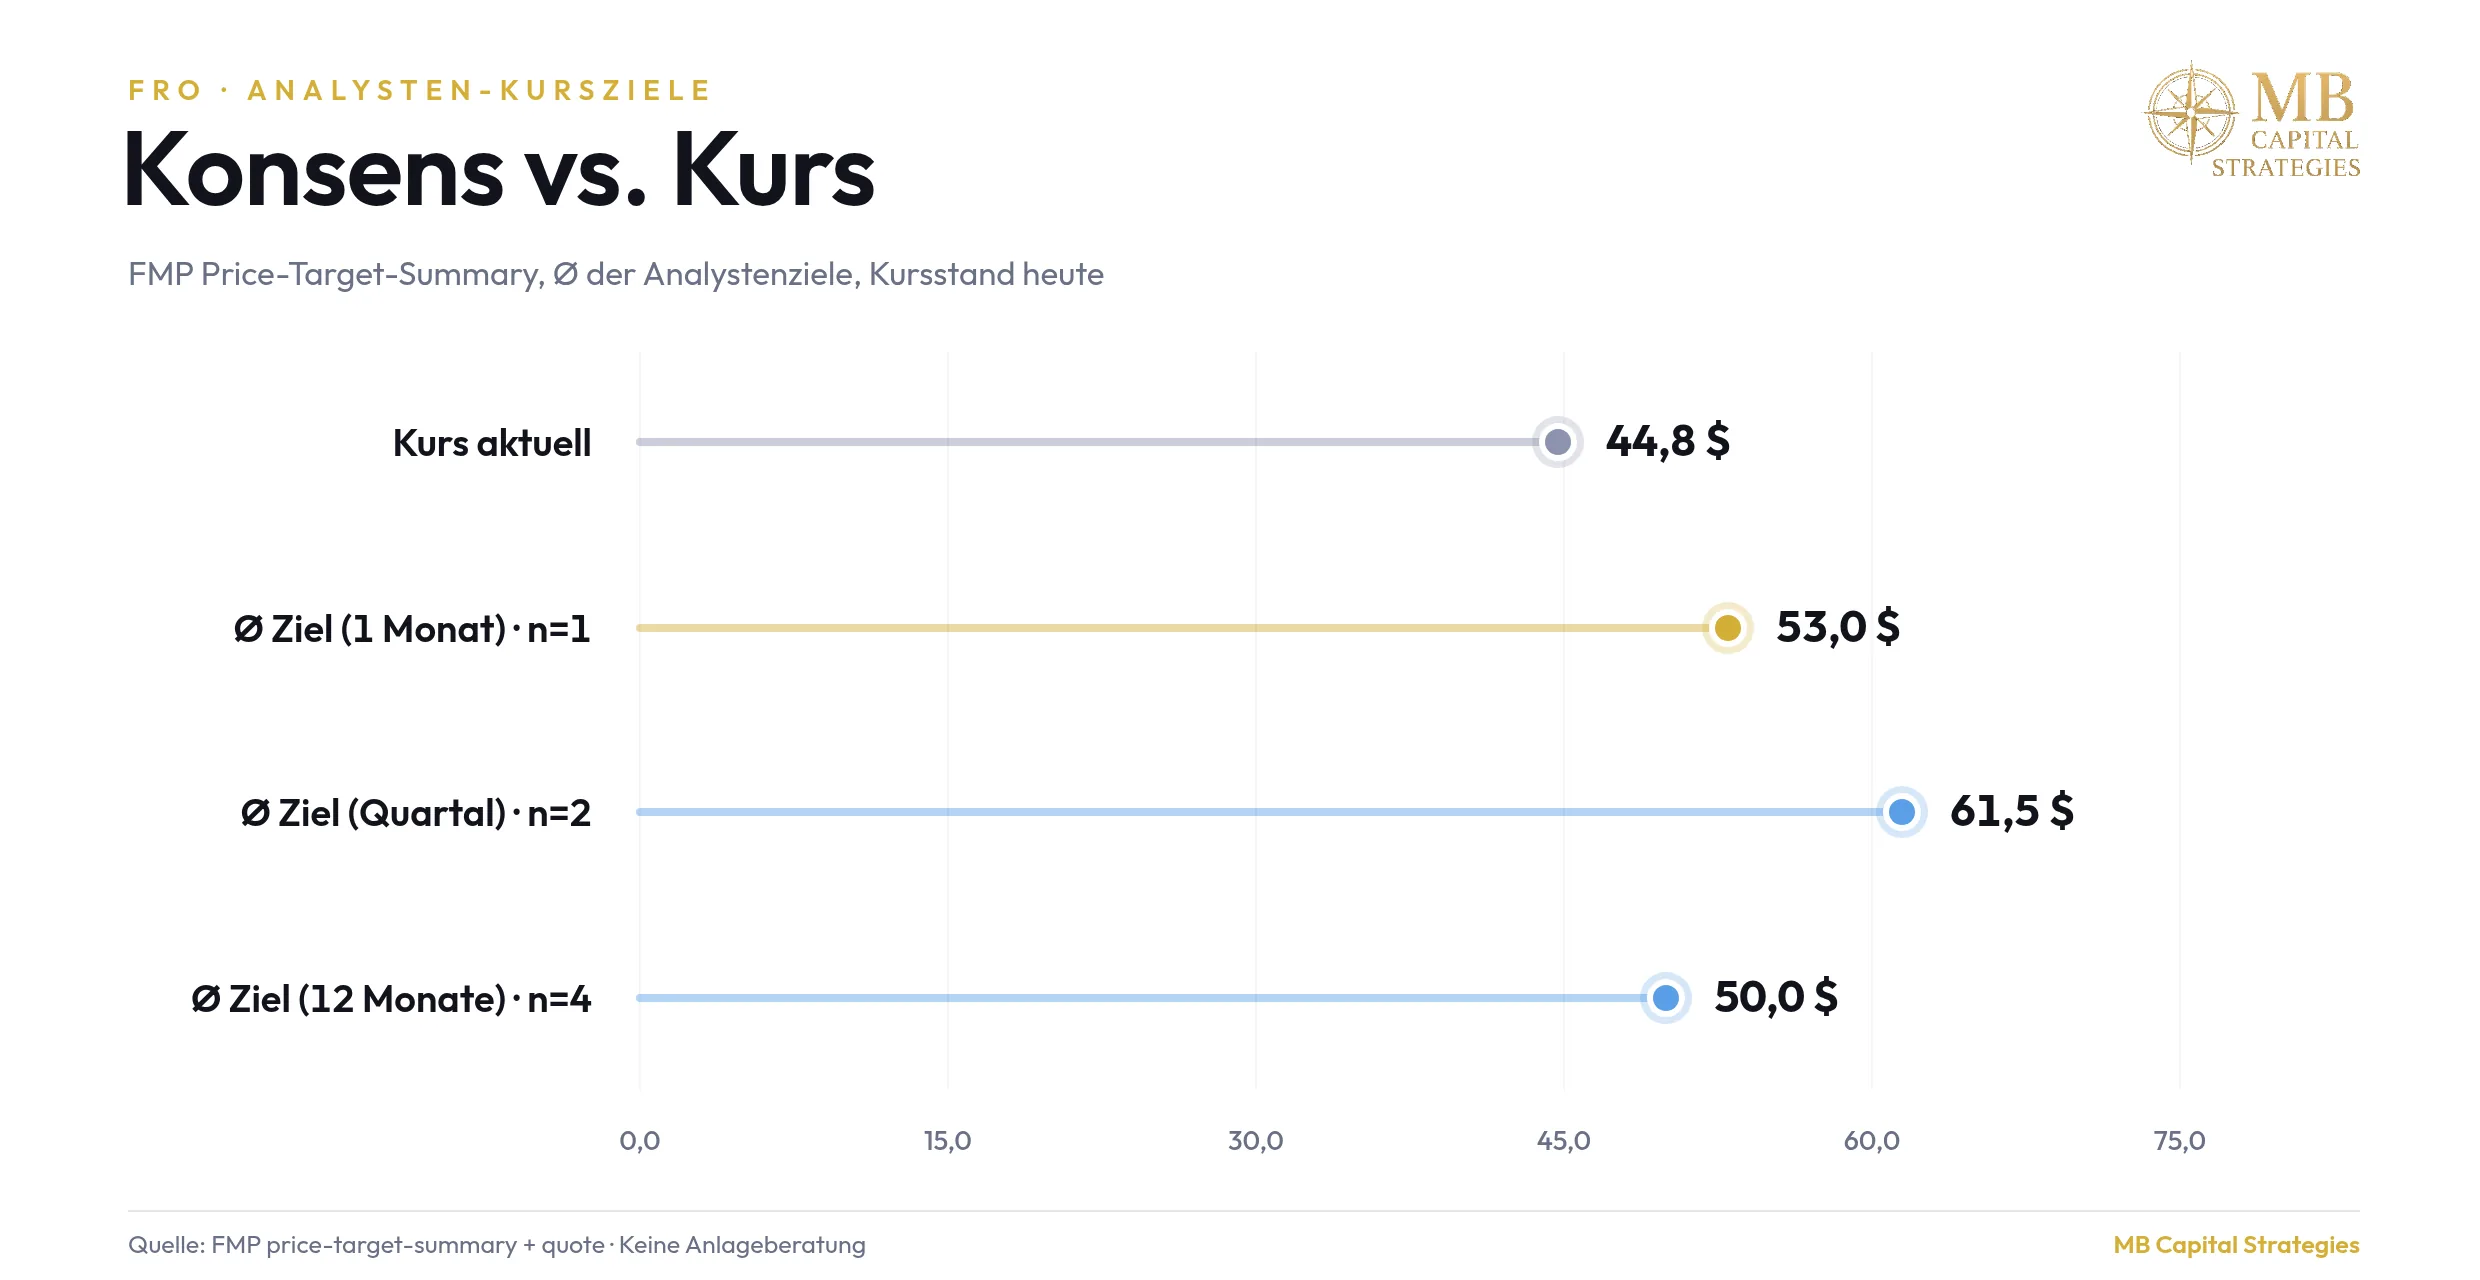 FRO · ANALYSTEN-KURSZIELE
MB
CAPITAL
STRATEGIES
Konsens vs. Kurs
FMP Price-Target-Summary, Ø der Analystenziele, Kursstand heute
Kurs aktuell 44,8 $
Ø Ziel (1 Monat) · n=1 53,0 $
Ø Ziel (Quartal) · n=2 61,5 $
Ø Ziel (12 Monate) · n=4 50,0 $
0,0 15,0 30,0 45,0 60,0 75,0
Quelle: FMP price-target-summary + quote · Keine Anlageberatung
MB Capital Strategies